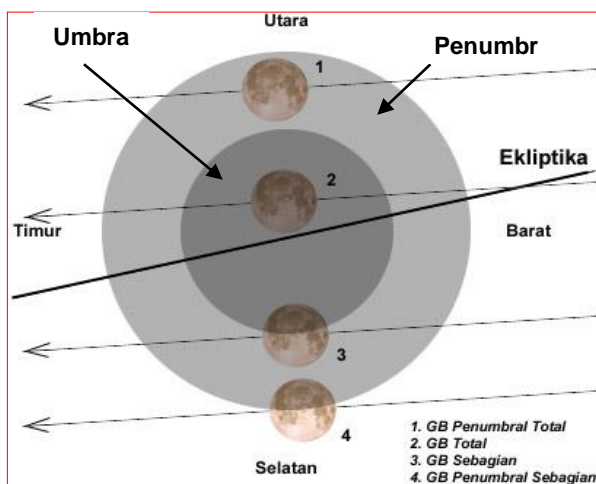 Utara
Umbra
Penumbr
1
Ekliptika
2
Timur
Barat
3
4
1. GB Penumbral Total
2. GB Total
3. GB Sebagian
4. GB Penumbral Sebagian
Selatan